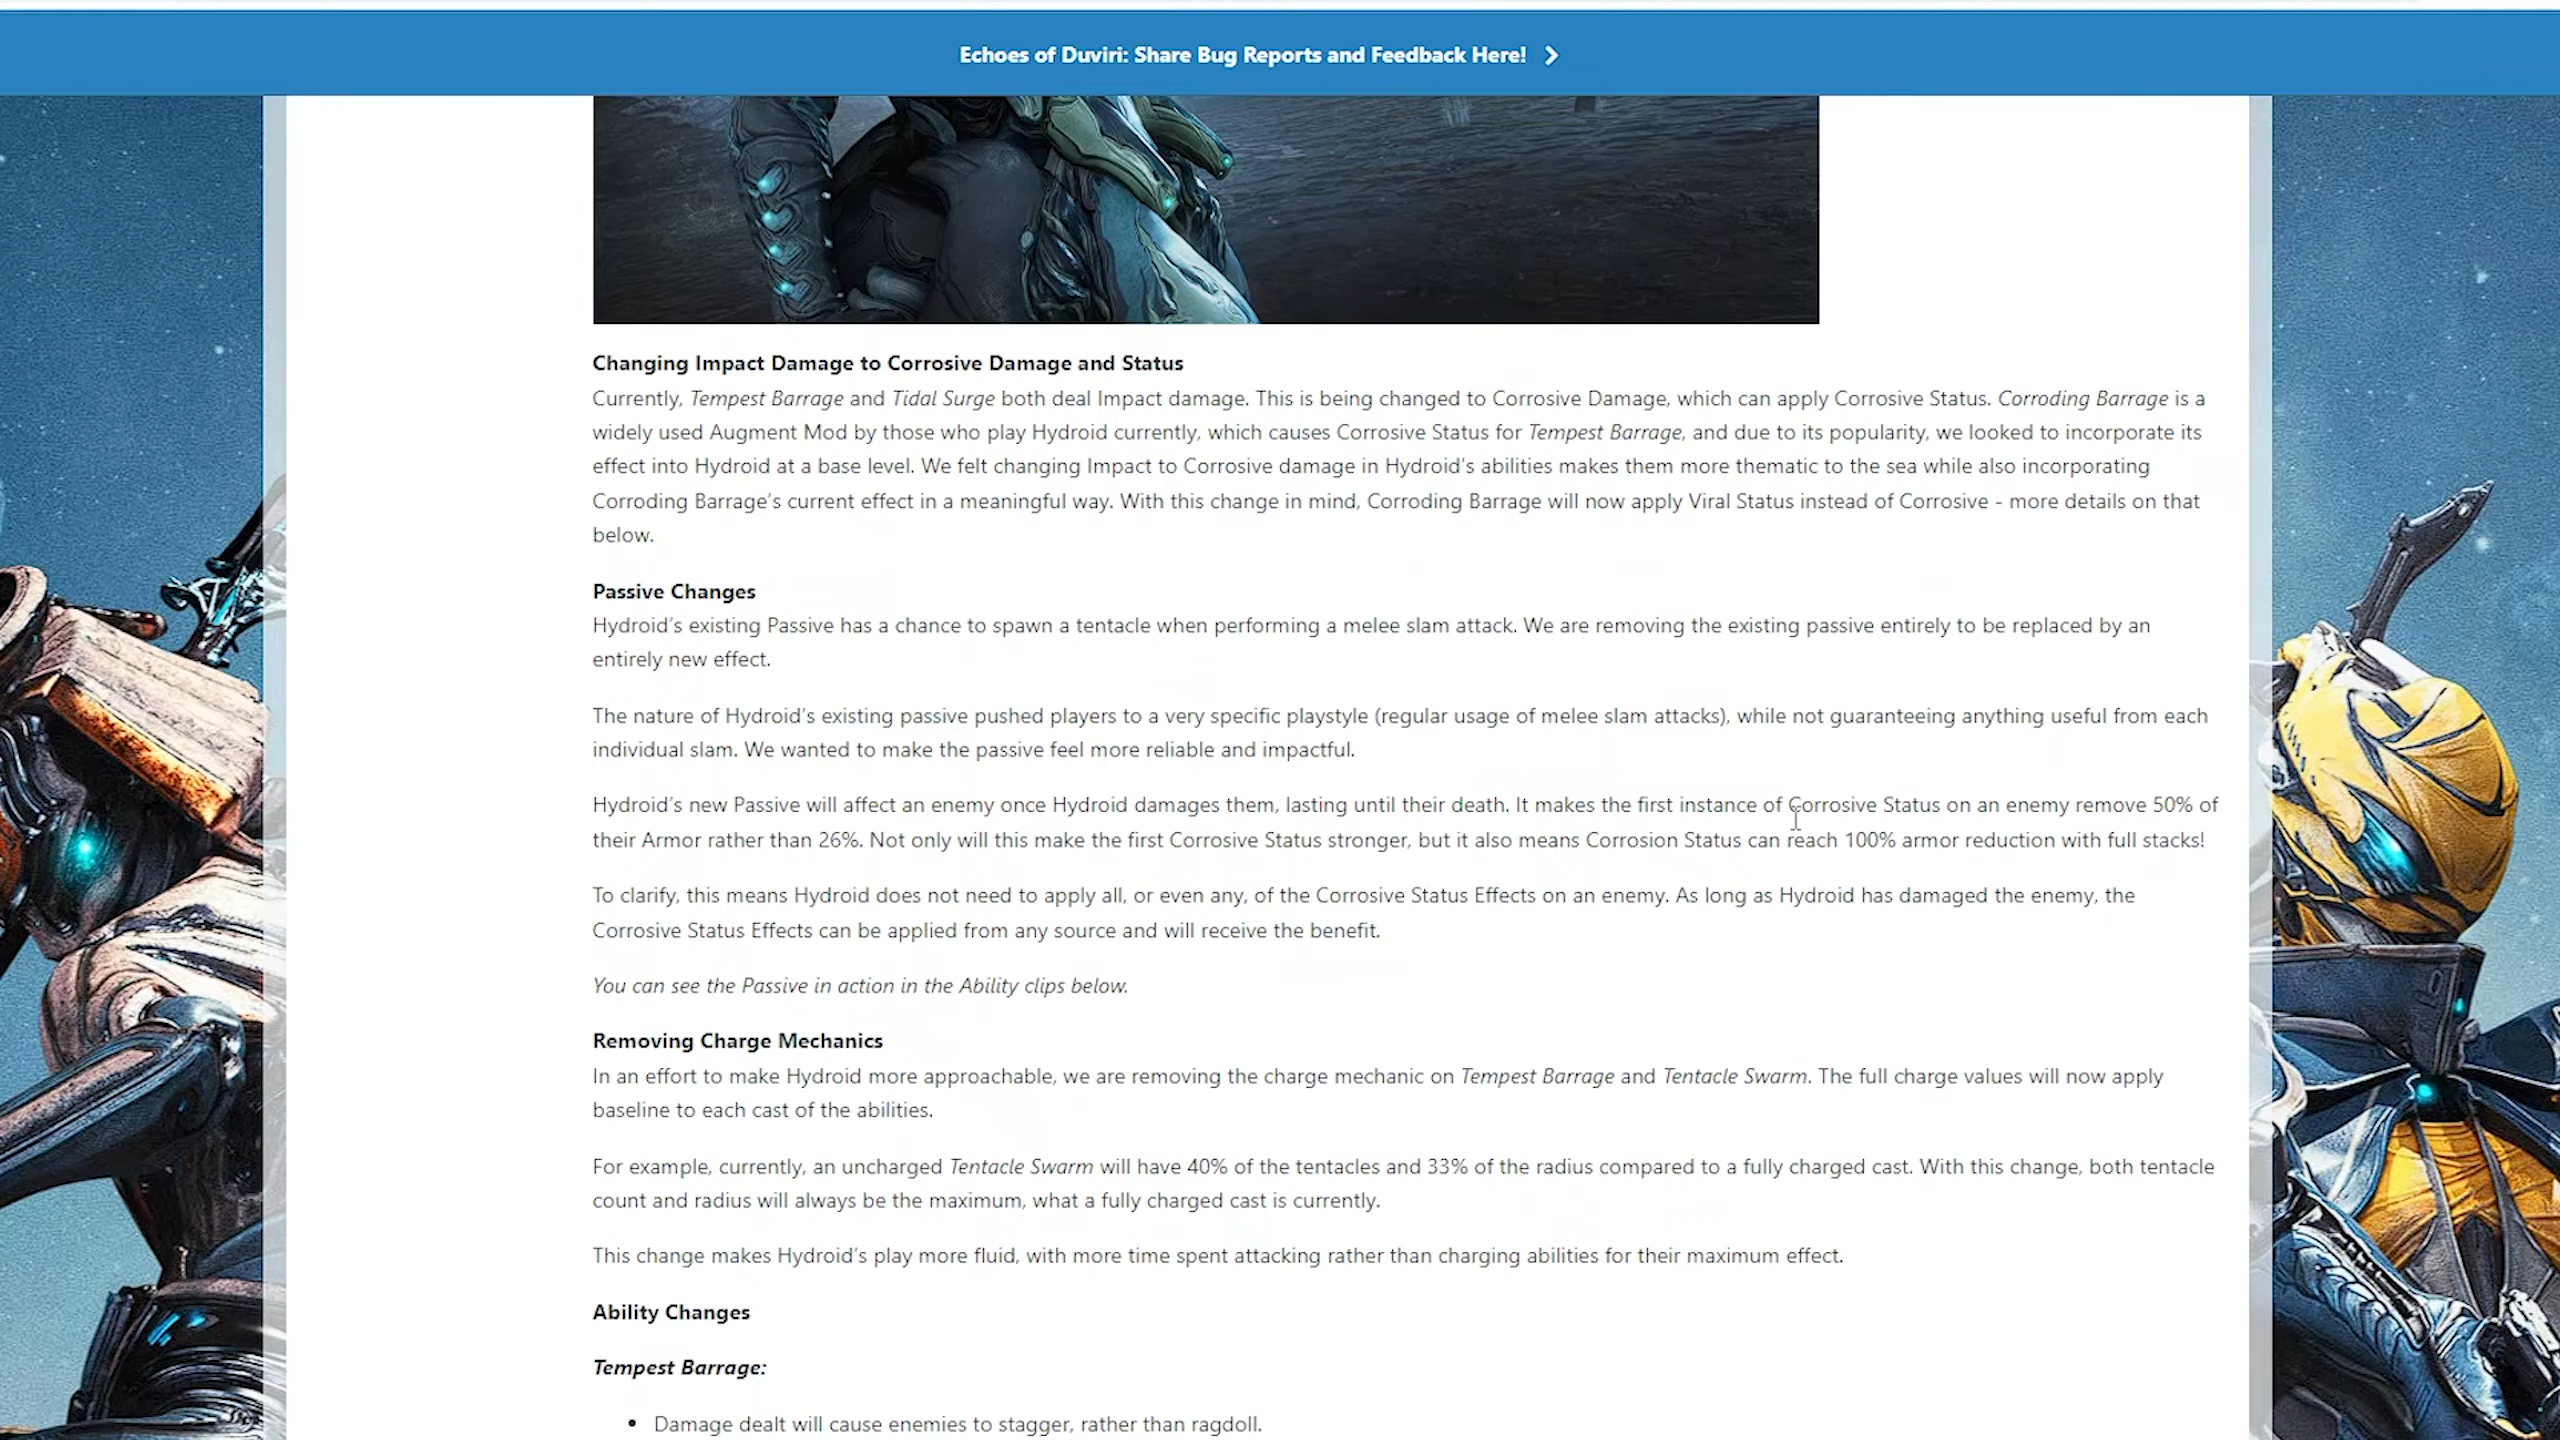 Echoes of Duviri: Share Bug Reports and Feedback Here!
Changing Impact Damage to Corrosive Damage and Status
Currently, Tempest Barrage and Tidal Surge both deal Impact damage. This is being changed to Corrosive Damage, which can apply Corrosive Status. Corroding Barrage is a
widely used Augment Mod by those who play Hydroid currently, which causes Corrosive Status for Tempest Barrage, and due to its popularity, we looked to incorporate its
effect into Hydroid at a base level. We felt changing Impact to Corrosive damage in Hydroid's abilities makes them more thematic to the sea while also incorporating
Corroding Barrage's current effect in a meaningful way. With this change in mind, Corroding Barrage will now apply Viral Status instead of Corrosive - more details on that
below.
Passive Changes
Hydroid's existing Passive has a chance to spawn a tentacle when performing a melee slam attack. We are removing the existing passive entirely to be replaced by an
entirely new effect.
The nature of Hydroid's existing passive pushed players to a very specific playstyle (regular usage of melee slam attacks), while not guaranteeing anything useful from each
individual slam. We wanted to make the passive feel more reliable and impactful.
Hydroid's new Passive will affect an enemy once Hydroid damages them, lasting until their death. It makes the first instance of Corrosive Status on an enemy remove 50% of
their Armor rather than 26%. Not only will this make the first Corrosive Status stronger, but it also means Corrosion Status can reach 100% armor reduction with full stacks!
To clarify, this means Hydroid does not need to apply all, or even any, of the Corrosive Status Effects on an enemy. As long as Hydroid has damaged the enemy, the
Corrosive Status Effects can be applied from any source and will receive the benefit.
You can see the Passive in action in the Ability clips below.
Removing Charge Mechanics
In an effort to make Hydroid more approachable, we are removing the charge mechanic on Tempest Barrage and Tentacle Swarm. The full charge values will now apply
baseline to each cast of the abilities.
For example, currently, an uncharged Tentacle Swarm will have 40% of the tentacles and 33% of the radius compared to a fully charged cast. With this change, both tentacle
count and radius will always be the maximum, what a fully charged cast is currently.
This change makes Hydroid's play more fluid, with more time spent attacking rather than charging abilities for their maximum effect.
Ability Changes
Tempest Barrage:
• Damage dealt will cause enemies to stagger, rather than ragdoll.